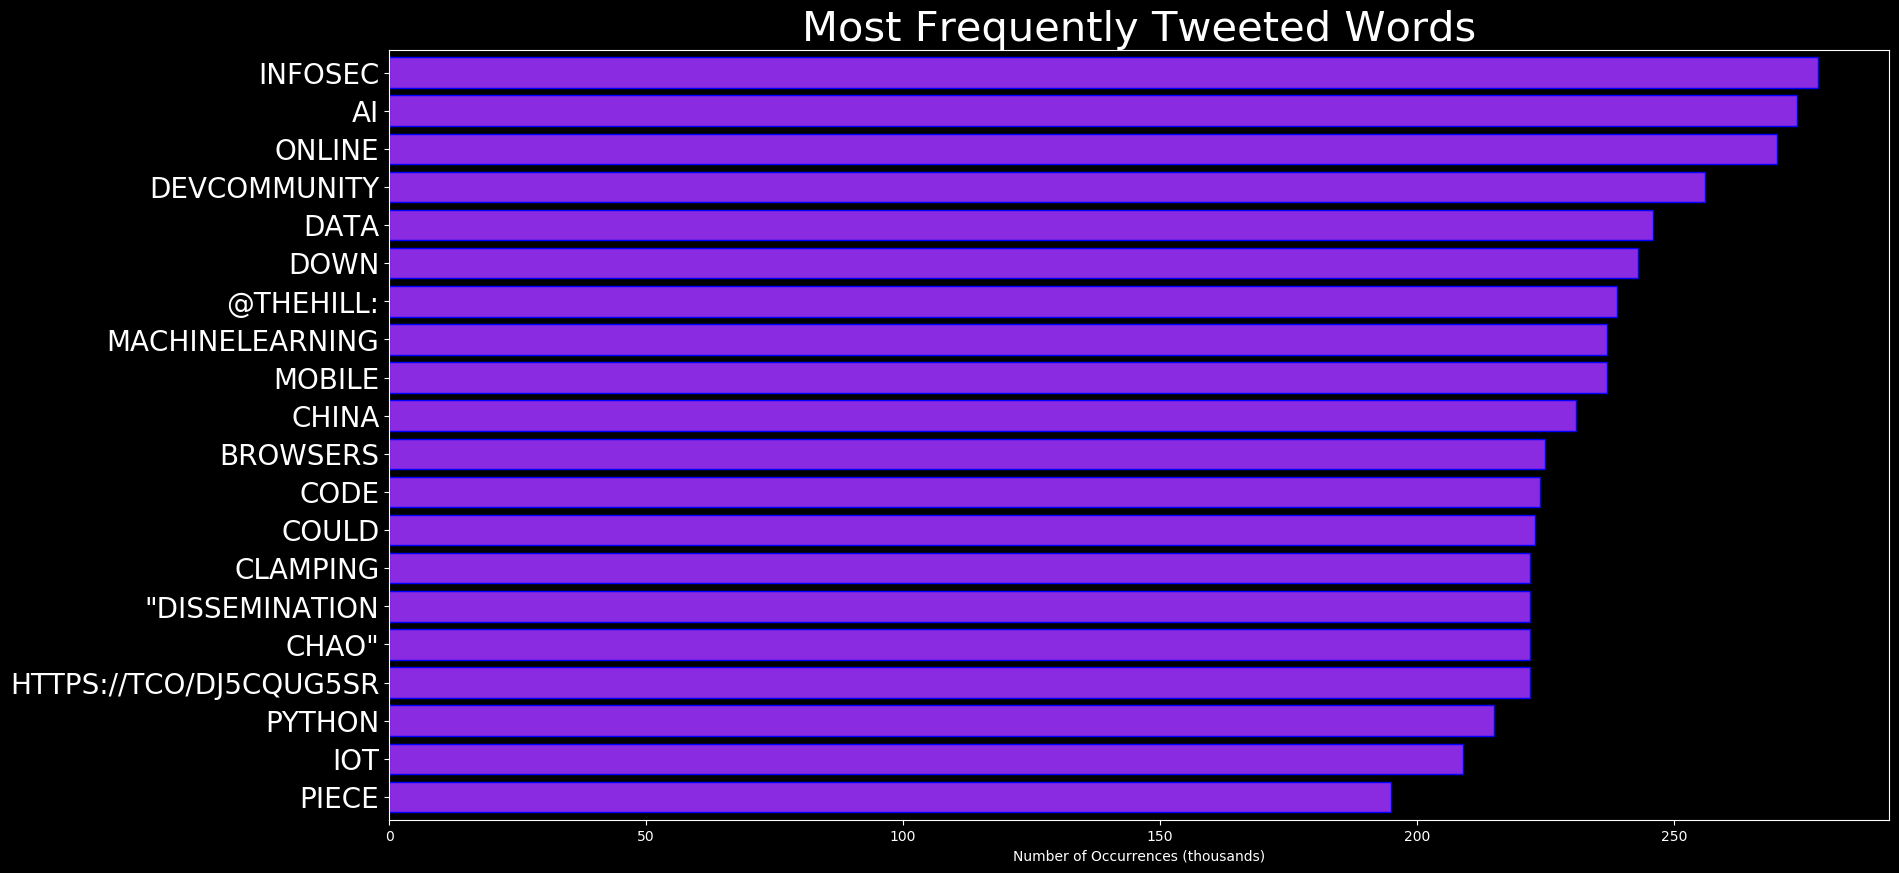 Most Frequently Tweeted Words
INFOSEC
AI
ONLINE
DEVCOMMUNITY
DATA
DOWN
@THEHILL:
MACHINELEARNING
MOBILE
CHINA
BROWSERS
CODE
COULD
CLAMPING
"DISSEMINATION
CHAO"
HTTPS://TCO/DJ5CQUG5SR
PYTHON
IOT
PIECE
0 50 100 150 200 250
Number of Occurrences (thousands)